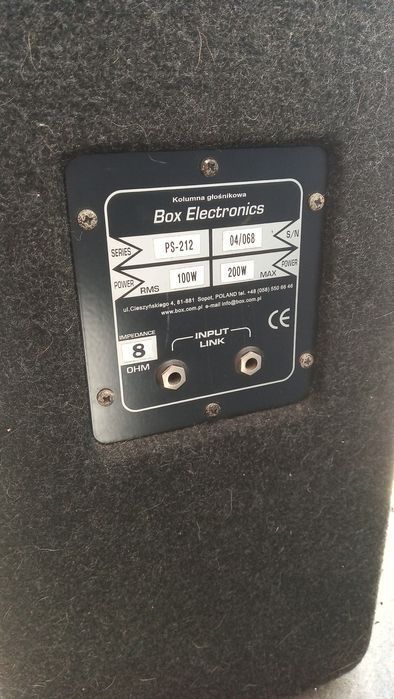 Kolumna głośnikowa
Box Electronics
SERIES PS-212 04/068 S/N
POWER RMS 100W 200W MAX POWER
ul.Cieszyńskiego 4, 81-881 Sopot, POLAND tel. +48 (058) 550 66 46
www.box.com.pl e-mail info@box.com.pl
CE
IMPEDANCE
8
OHM
INPUT
LINK